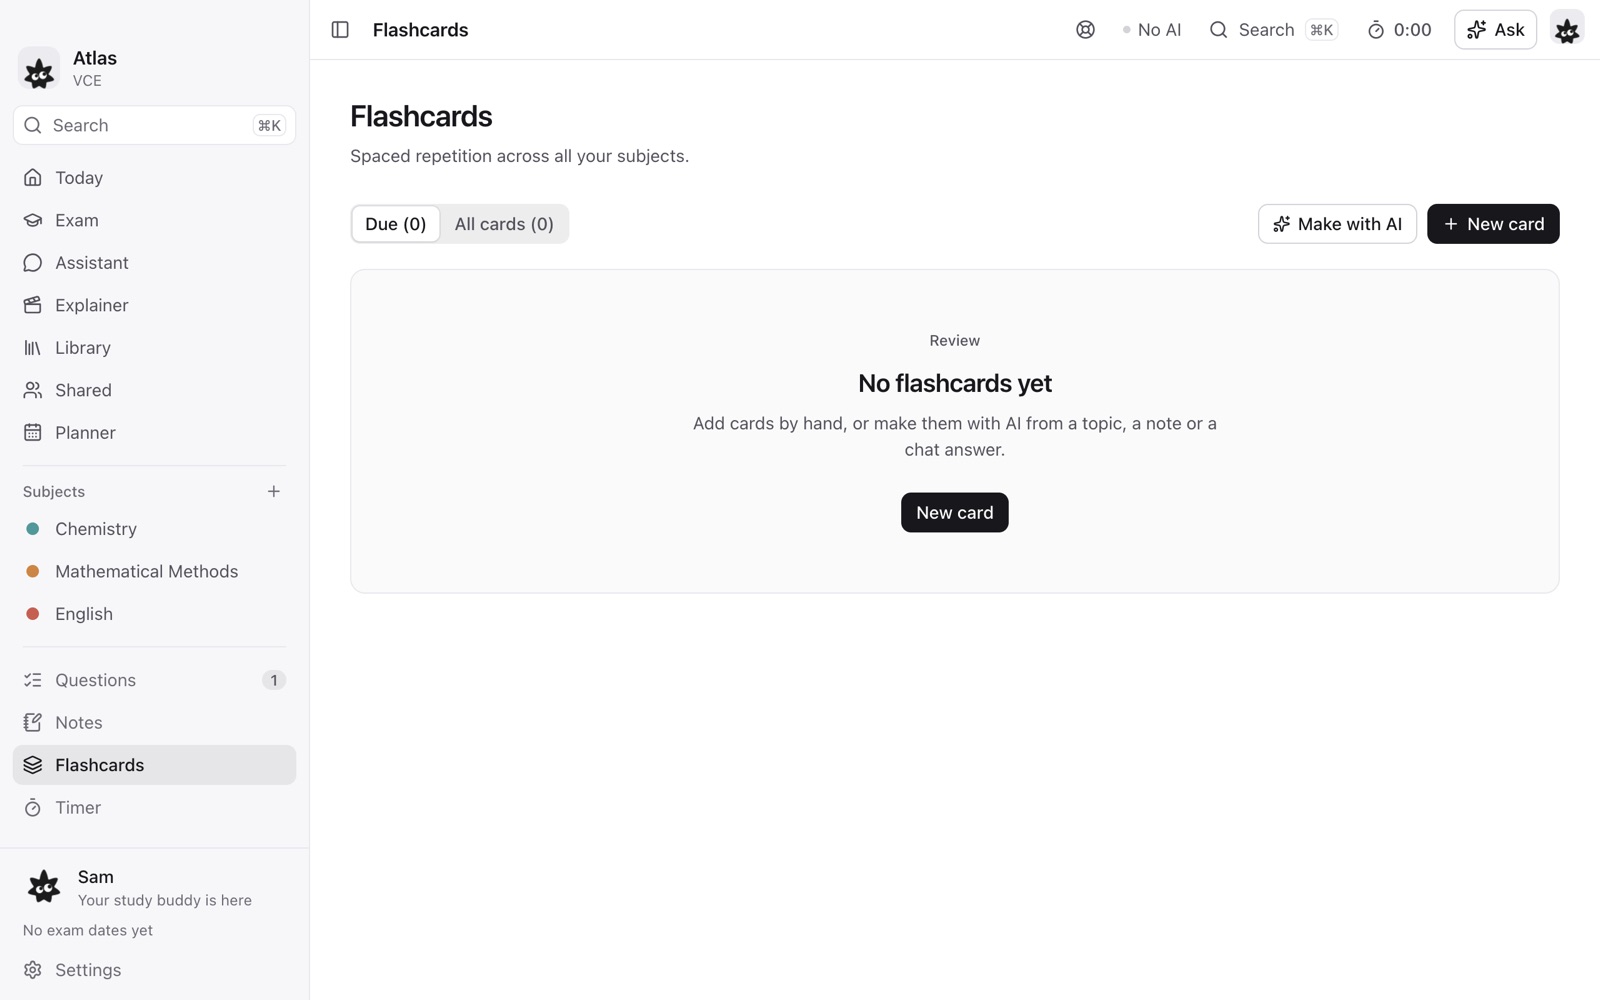 Atlas
VCE
Search ⌘K
Today
Exam
Assistant
Explainer
Library
Shared
Planner
Subjects
Chemistry
Mathematical Methods
English
Questions 1
Notes
Flashcards
Timer
Sam
Your study buddy is here
No exam dates yet
Settings
Flashcards
No AI
Search ⌘K
0:00
Ask
Flashcards
Spaced repetition across all your subjects.
Due (0) All cards (0)
Make with AI
+ New card
Review
No flashcards yet
Add cards by hand, or make them with AI from a topic, a note or a
chat answer.
New card